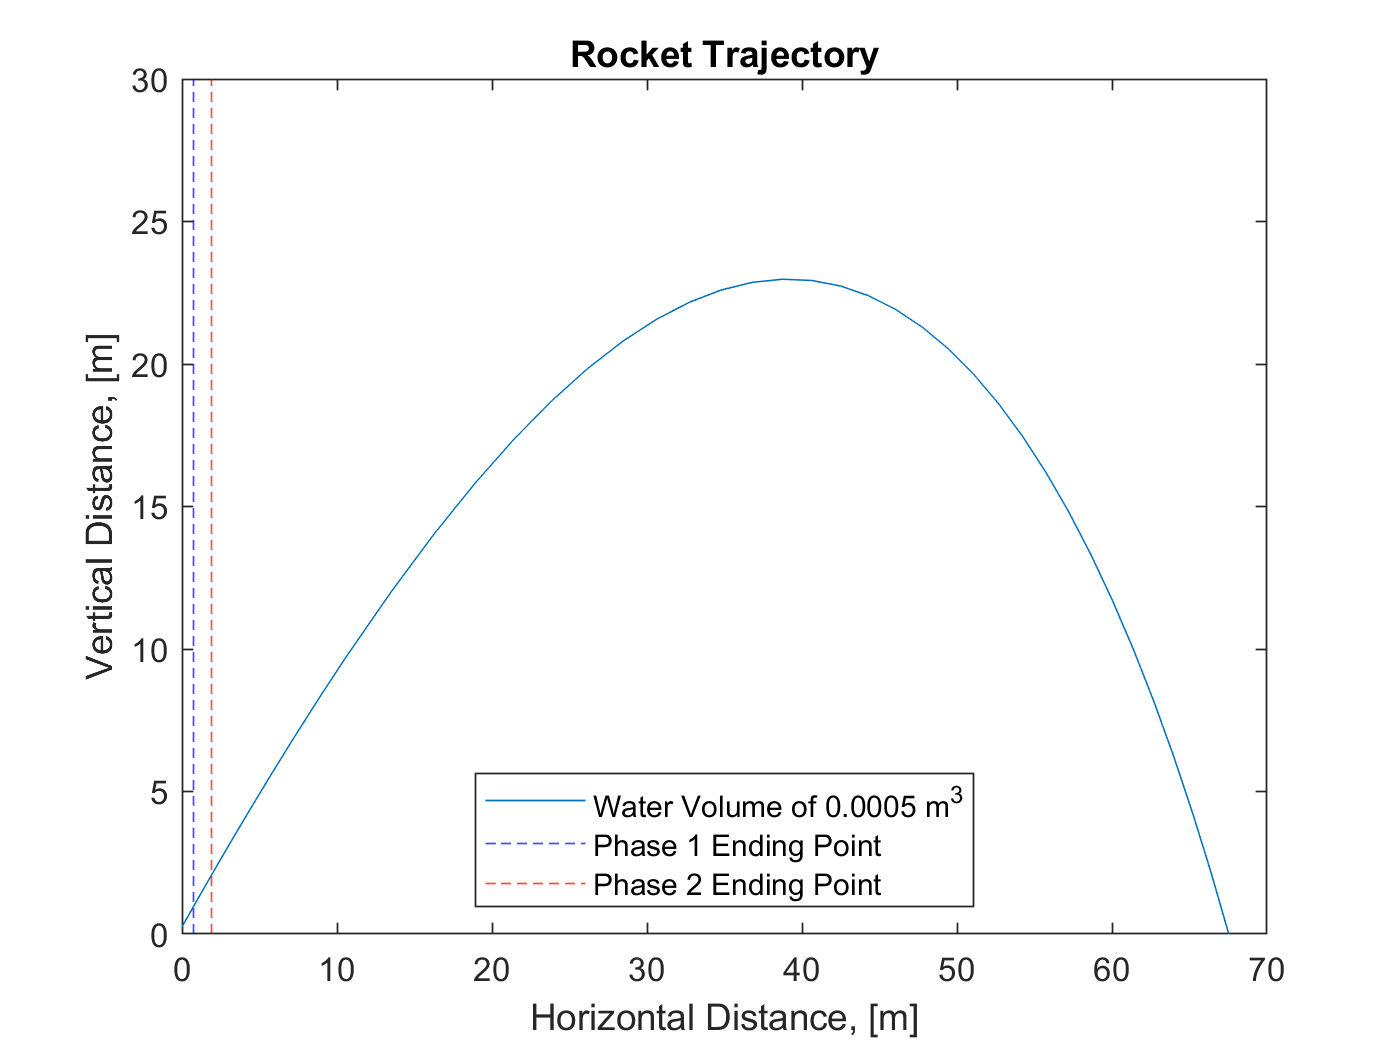 Rocket Trajectory
30
25
20
15
10
5
0
Vertical Distance, [m]
Water Volume of 0.0005 m³
Phase 1 Ending Point
Phase 2 Ending Point
0 10 20 30 40 50 60 70
Horizontal Distance, [m]